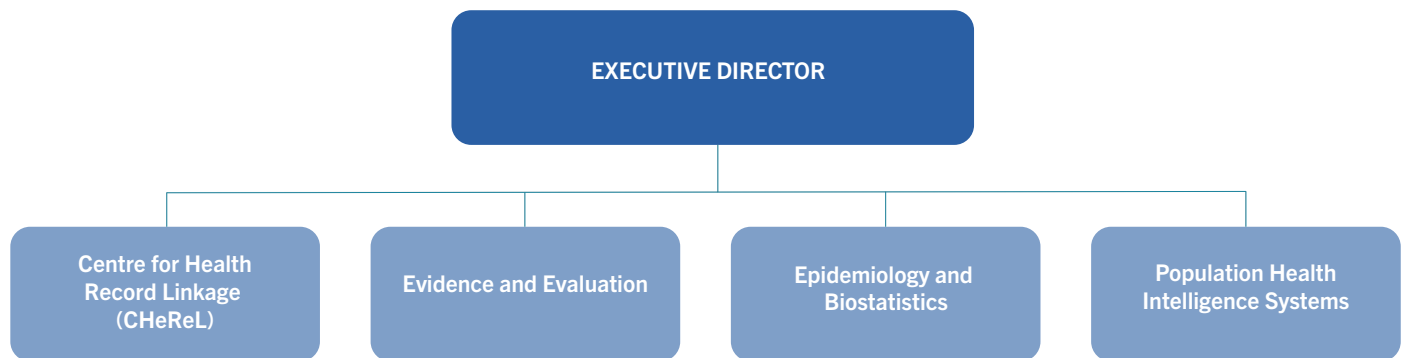 EXECUTIVE DIRECTOR
Centre for Health
Record Linkage
(CHeReL)
Evidence and Evaluation
Epidemiology and
Biostatistics
Population Health
Intelligence Systems